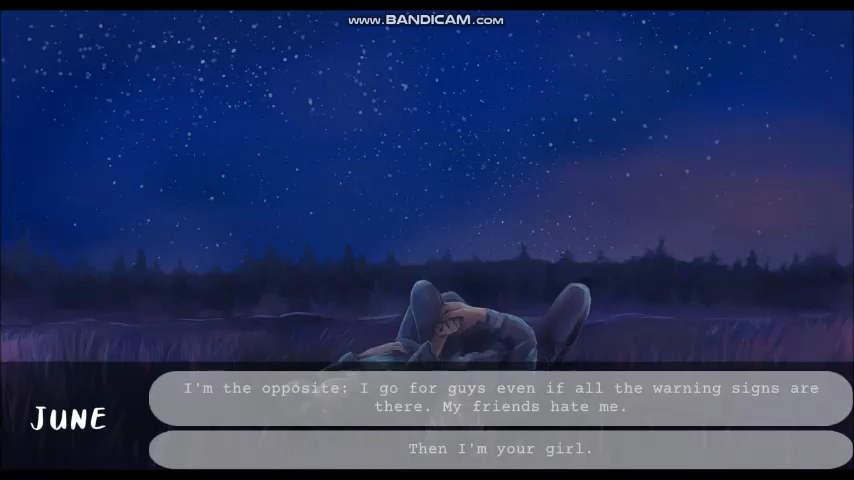 www.BANDICAM.com
I'm the opposite: I go for guys even if all the warning signs are
there. My friends hate me.
JUNE
Then I'm your girl.